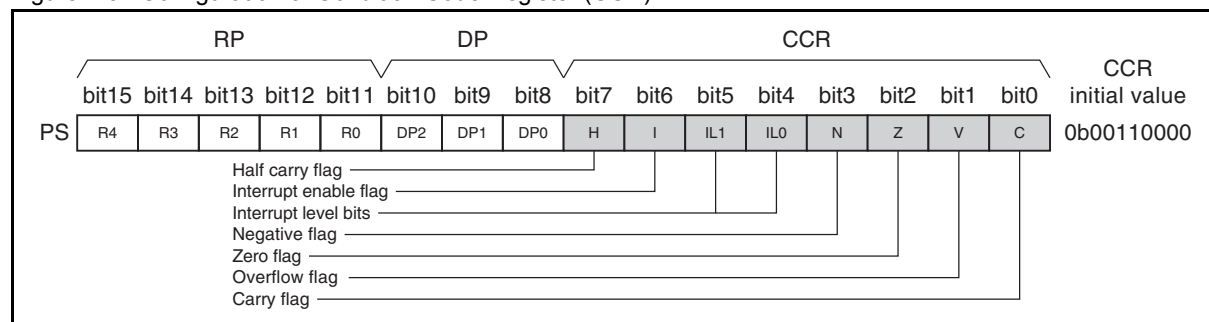 RP DP CCR
CCR
bit15 bit14 bit13 bit12 bit11 bit10 bit9 bit8 bit7 bit6 bit5 bit4 bit3 bit2 bit1 bit0 initial value
PS R4 R3 R2 R1 R0 DP2 DP1 DP0 H I IL1 IL0 N Z V C 0b00110000
Half carry flag
Interrupt enable flag
Interrupt level bits
Negative flag
Zero flag
Overflow flag
Carry flag